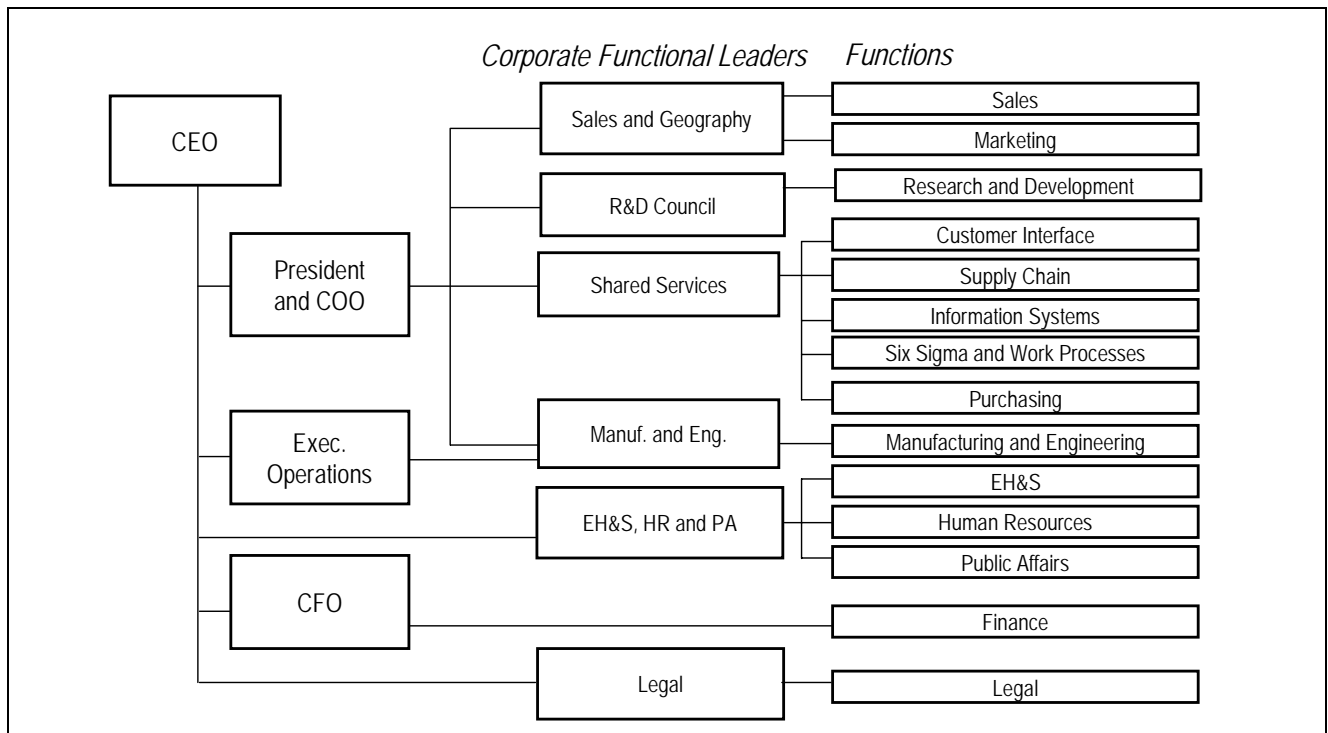 Corporate Functional Leaders
Functions
CEO
President
and COO
Exec.
Operations
CFO
Sales and Geography
R&D Council
Shared Services
Manuf. and Eng.
EH&S, HR and PA
Legal
Sales
Marketing
Research and Development
Customer Interface
Supply Chain
Information Systems
Six Sigma and Work Processes
Purchasing
Manufacturing and Engineering
EH&S
Human Resources
Public Affairs
Finance
Legal